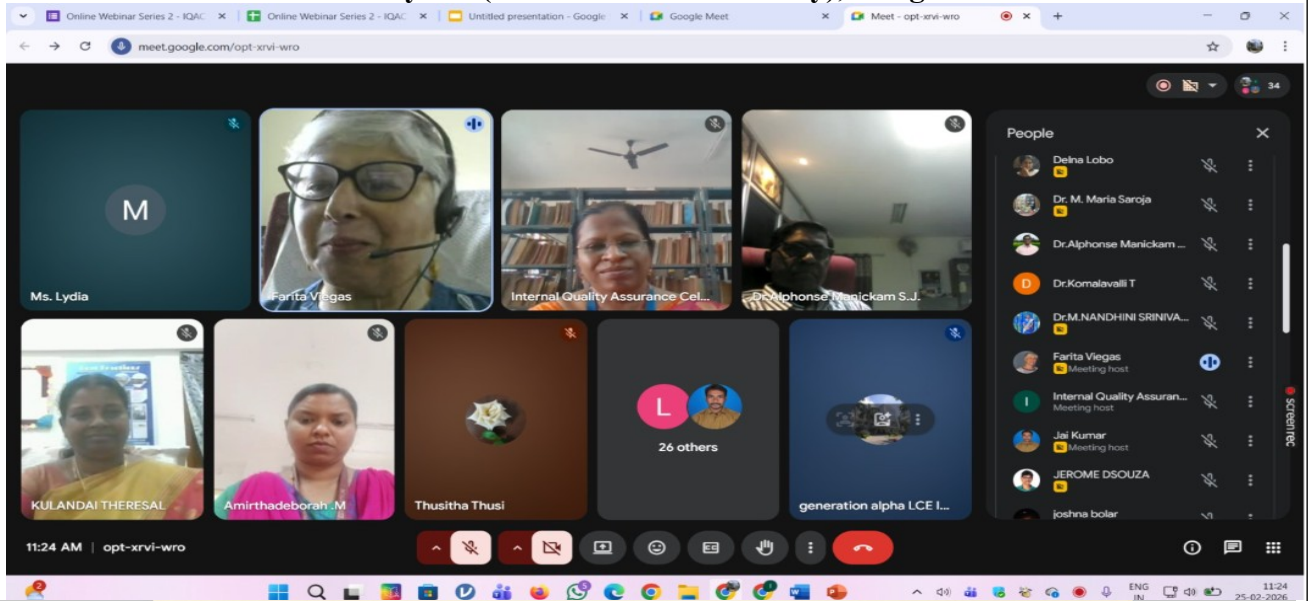 Online Webinar Series 2 - IQAC
Online Webinar Series 2 - IQAC
Untitled presentation - Google
Google Meet
Meet - opt-xrvi-wro
meet.google.com/opt-xrvi-wro
34
M
Ms. Lydia
Farita Viegas
Internal Quality Assurance Cel...
Dr.Alphonse Manickam S.J.
KULANDAI THERESAL
Amirthadeborah .M
Thusitha Thusi
L
26 others
generation alpha LCE I...
People
Delna Lobo
Dr. M. Maria Saroja
Dr.Alphonse Manickam ...
D
Dr.Komalavalli T
Dr.M.NANDHINI SRINIVA...
Farita Viegas
Meeting host
I
Internal Quality Assuran...
Meeting host
Jai Kumar
Meeting host
JEROME DSOUZA
joshna bolar
screenrec
11:24 AM | opt-xrvi-wro
CC
2
5
ENG
IN
11:24
25-02-2026